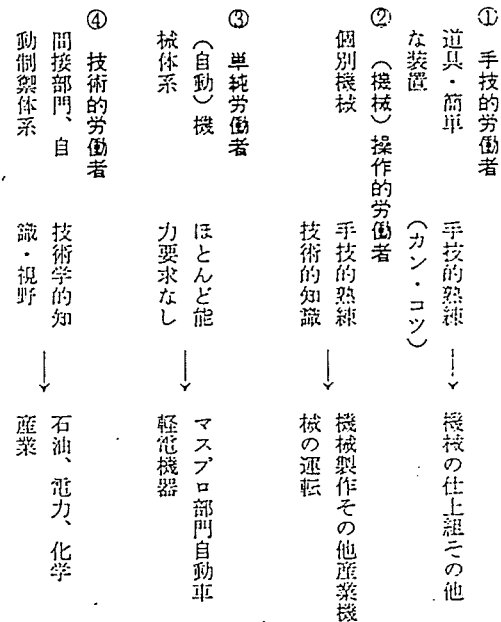 ① 手技的労働者
道具・簡単 手技的熟練 → 機械の仕上組その他
な装置 (カン・コツ)
② (機械)操作的労働者
個別機械 手技的熟練 機械製作その他産業機
技術的知識 → 械の運転
③ 単純労働者
(自動)機 ほとんど能 マスプロ部門自動車
械体系 力要求なし → 軽電機器
④ 技術的労働者
間接部門、自 技術学的知 → 石油、電力、化学
動制禦体系 識・視野 産業